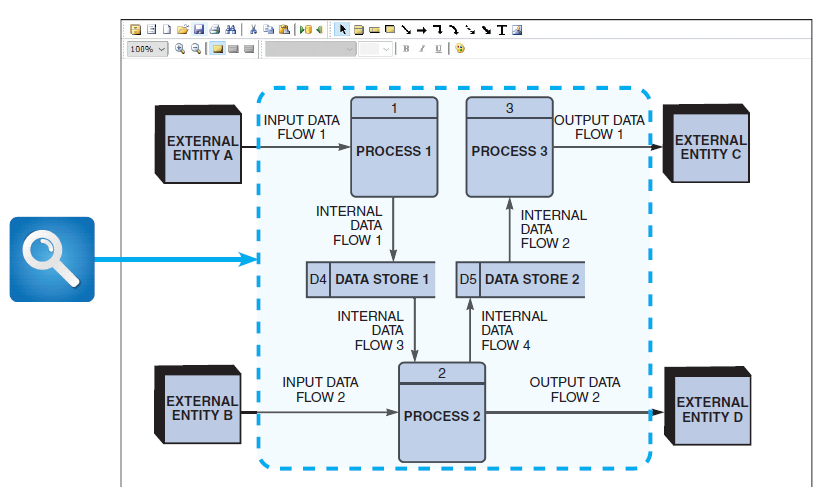 100%
B I U
1
3
INPUT DATA
FLOW 1
OUTPUT DATA
FLOW 1
EXTERNAL
ENTITY A
PROCESS 1
PROCESS 3
EXTERNAL
ENTITY C
INTERNAL
DATA
FLOW 1
INTERNAL
DATA
FLOW 2
D4 DATA STORE 1
D5 DATA STORE 2
INTERNAL
DATA
FLOW 3
INTERNAL
DATA
FLOW 4
2
INPUT DATA
FLOW 2
OUTPUT DATA
FLOW 2
EXTERNAL
ENTITY B
PROCESS 2
EXTERNAL
ENTITY D